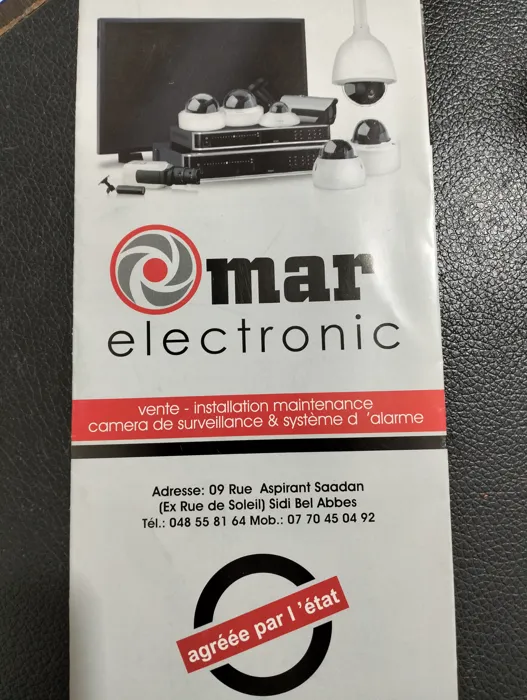 Omar
electronic
vente - installation maintenance
camera de surveillance & système d 'alarme
Adresse: 09 Rue Aspirant Saadan
(Ex Rue de Soleil) Sidi Bel Abbes
Tél.: 048 55 81 64 Mob.: 07 70 45 04 92
agréée par l 'état